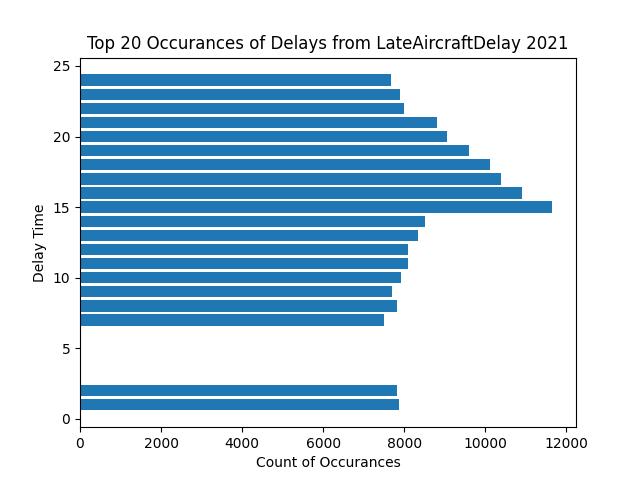 Top 20 Occurances of Delays from LateAircraftDelay 2021
Delay Time
25
20
15
10
5
0
0 2000 4000 6000 8000 10000 12000
Count of Occurances